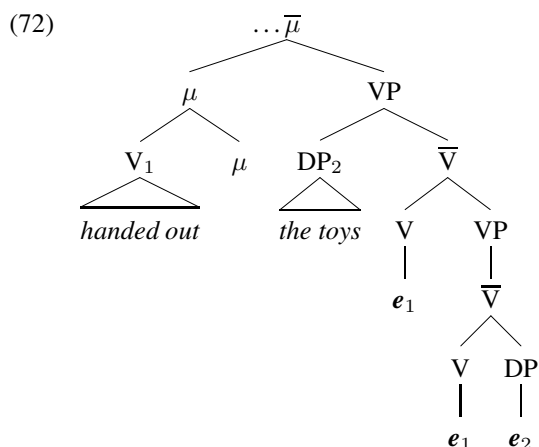 (72) … μ̅
μ VP
V₁ μ DP₂ V̅
handed out the toys V VP
e₁ V̅
V DP
e₁ e₂